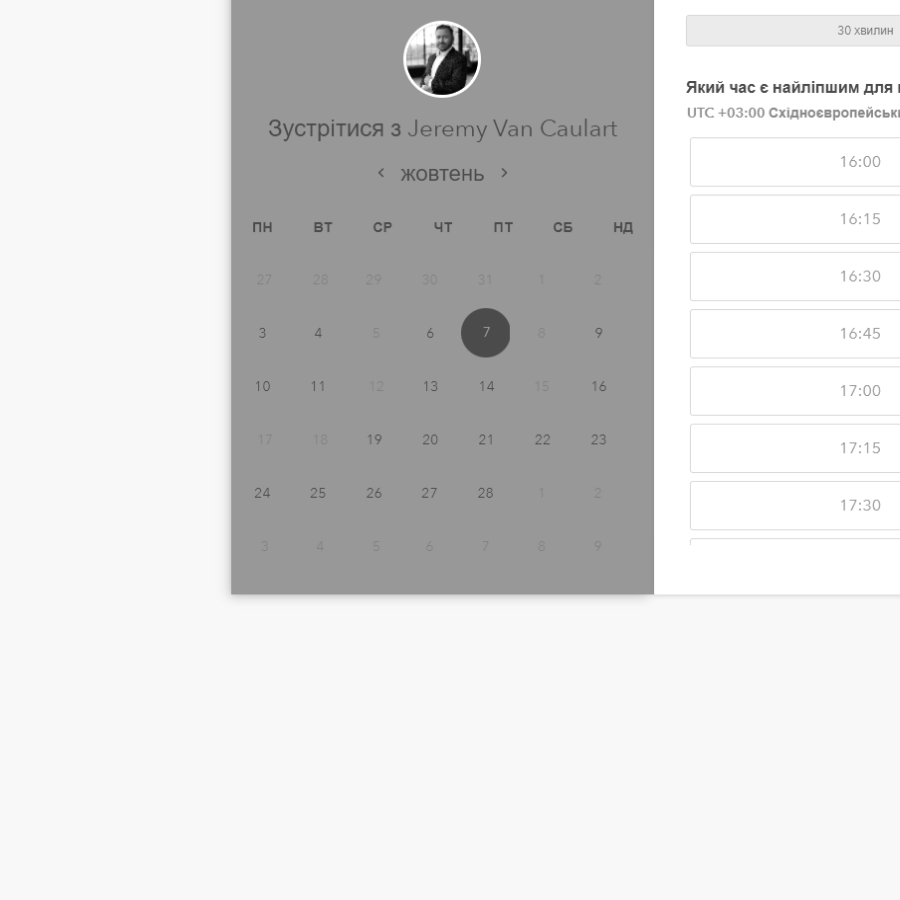 Зустрітися з Jeremy Van Caulart
жовтень
ПН ВТ СР ЧТ ПТ СБ НД
27 28 29 30 31 1 2
3 4 5 6 7 8 9
10 11 12 13 14 15 16
17 18 19 20 21 22 23
24 25 26 27 28 1 2
3 4 5 6 7 8 9
30 хвилин
Який час є найліпшим для
UTC +03:00 Східноєвропейськ
16:00
16:15
16:30
16:45
17:00
17:15
17:30